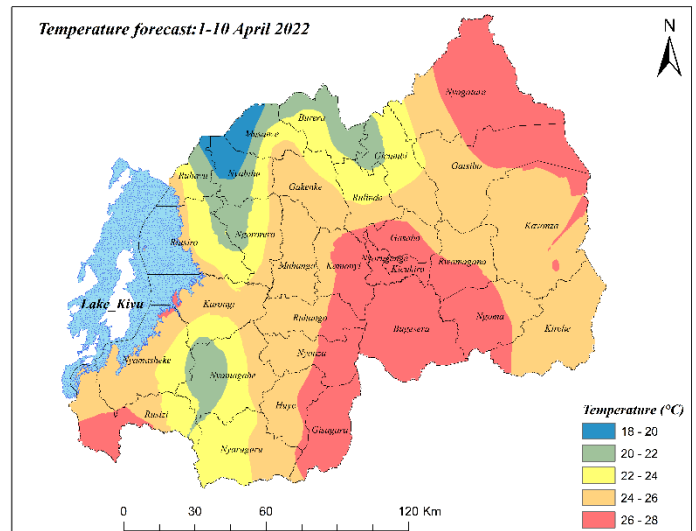 Temperature forecast:1-10 April 2022
N
Nyagatare
Burera
Musanze
Gicumbi
Nyabihu
Rubavu
Gatsibo
Gakenke
Rulindo
Ngororero
Kayonza
Rutsiro
Gasabo
Muhanga
Kamonyi
Nyarugenge
Rwamagana
Kicukiro
Lake_Kivu
Karongi
Ruhango
Bugesera
Ngoma
Kirehe
Nyamasheke
Nyanza
Nyamagabe
Huye
Rusizi
Gisagara
Nyaruguru
Temperature (°C)
18 - 20
20 - 22
22 - 24
24 - 26
26 - 28
0 30 60 120 Km